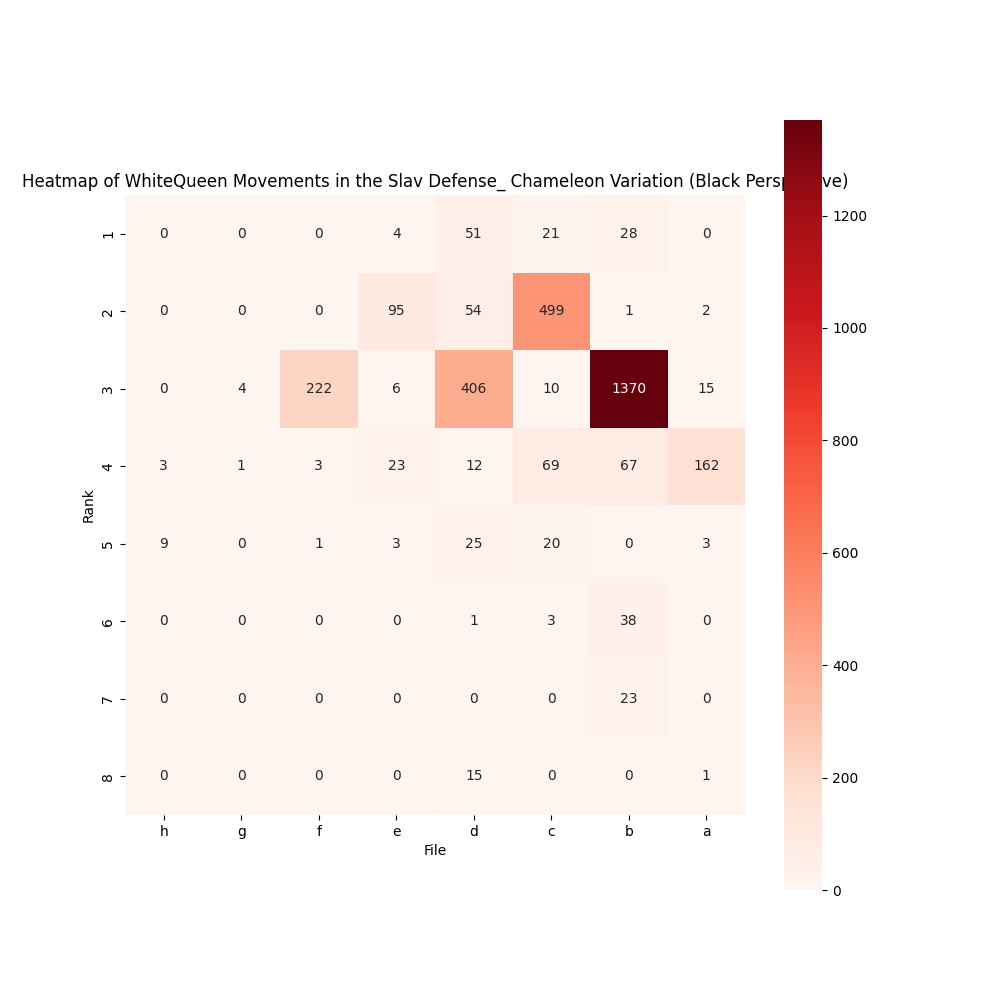 Heatmap of WhiteQueen Movements in the Slav Defense_ Chameleon Variation (Black Perspective)
1 0 0 0 4 51 21 28 0
2 0 0 0 95 54 499 1 2
3 0 4 222 6 406 10 1370 15
4 3 1 3 23 12 69 67 162
5 9 0 1 3 25 20 0 3
6 0 0 0 0 1 3 38 0
7 0 0 0 0 0 0 23 0
8 0 0 0 0 15 0 0 1
h g f e d c b a
File
Rank
1200
1000
800
600
400
200
0